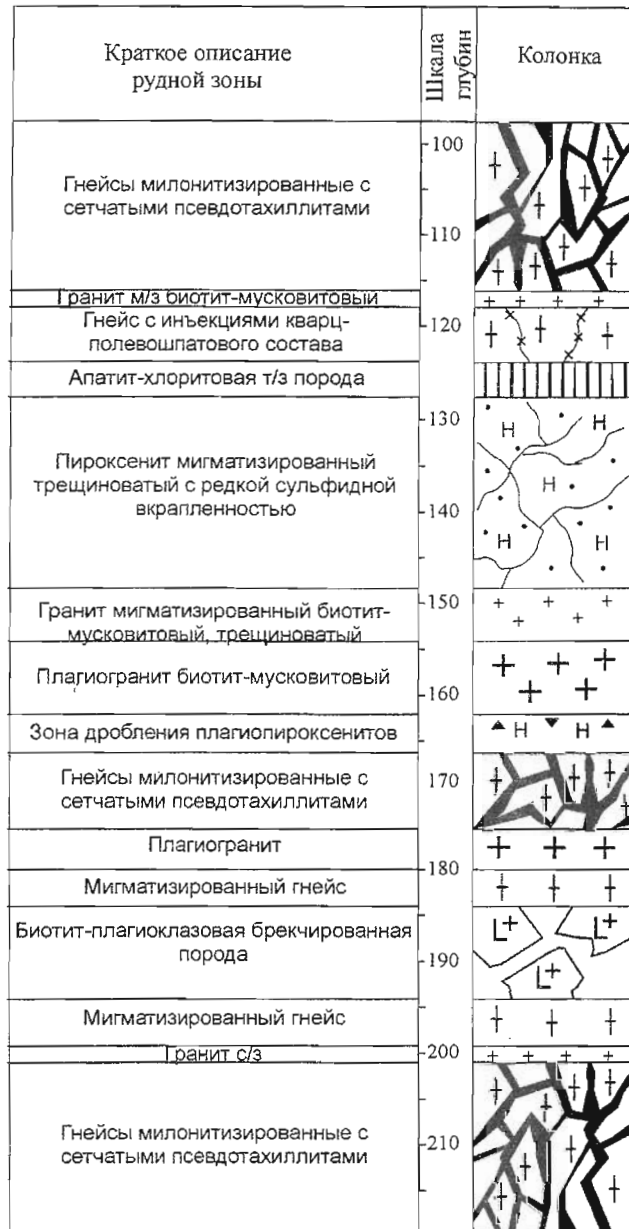 Краткое описание
рудной зоны
Шкала
глубин
Колонка
Гнейсы милонитизированные с
сетчатыми псевдотахиллитами
100
110
Гранит м/з биотит-мусковитовый
Гнейс с инъекциями кварц-
полевошпатового состава
120
Апатит-хлоритовая т/з порода
130
Пироксенит мигматизированный
трещиноватый с редкой сульфидной
вкрапленностью
140
H H
H
H H
Гранит мигматизированный биотит-
мусковитовый, трещиноватый
150
Плагиогранит биотит-мусковитовый
160
Зона дробления плагиопироксенитов
H H
Гнейсы милонитизированные с
сетчатыми псевдотахиллитами
170
Плагиогранит
180
Мигматизированный гнейс
Биотит-плагиоклазовая брекчированная
порода
190
L+ L+
L+
Мигматизированный гнейс
200
Гранит с/з
Гнейсы милонитизированные с
сетчатыми псевдотахиллитами
210